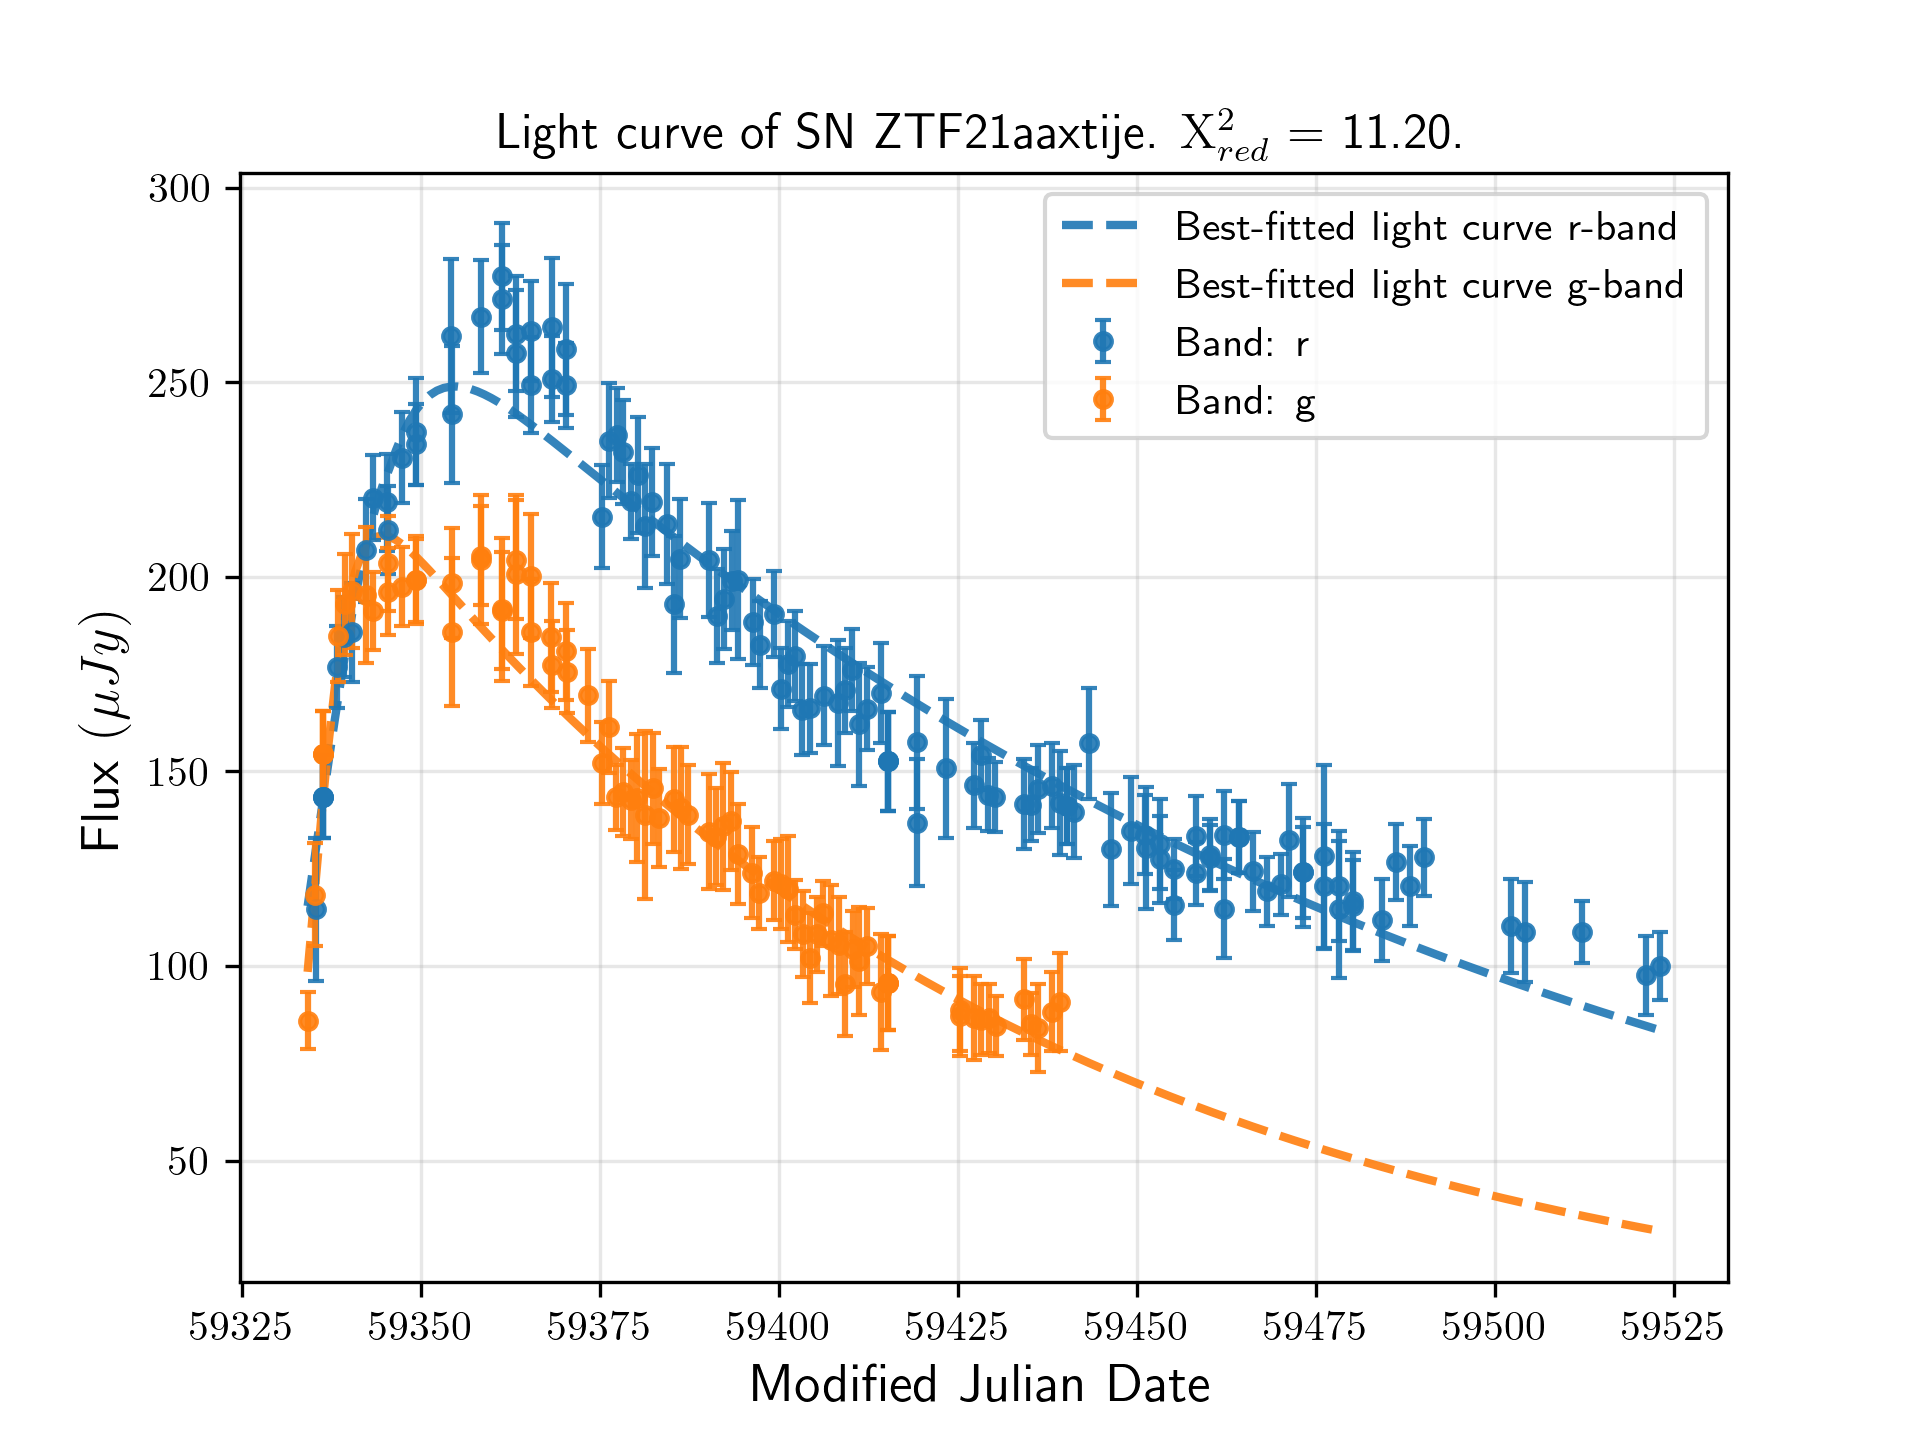 Light curve of SN ZTF21aaxtije. X²red = 11.20.
300
250
200
150
100
50
Flux (μJy)
Best-fitted light curve r-band
Best-fitted light curve g-band
Band: r
Band: g
59325 59350 59375 59400 59425 59450 59475 59500 59525
Modified Julian Date